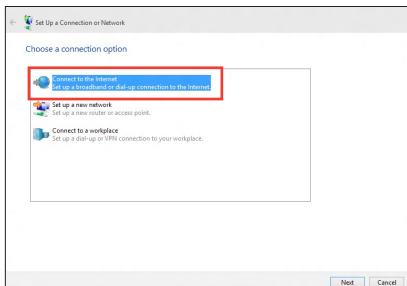 Set Up a Connection or Network
Choose a connection option
Connect to the Internet
Set up a broadband or dial-up connection to the Internet.
Set up a new network
Set up a new router or access point.
Connect to a workplace
Set up a dial-up or VPN connection to your workplace.
Next Cancel